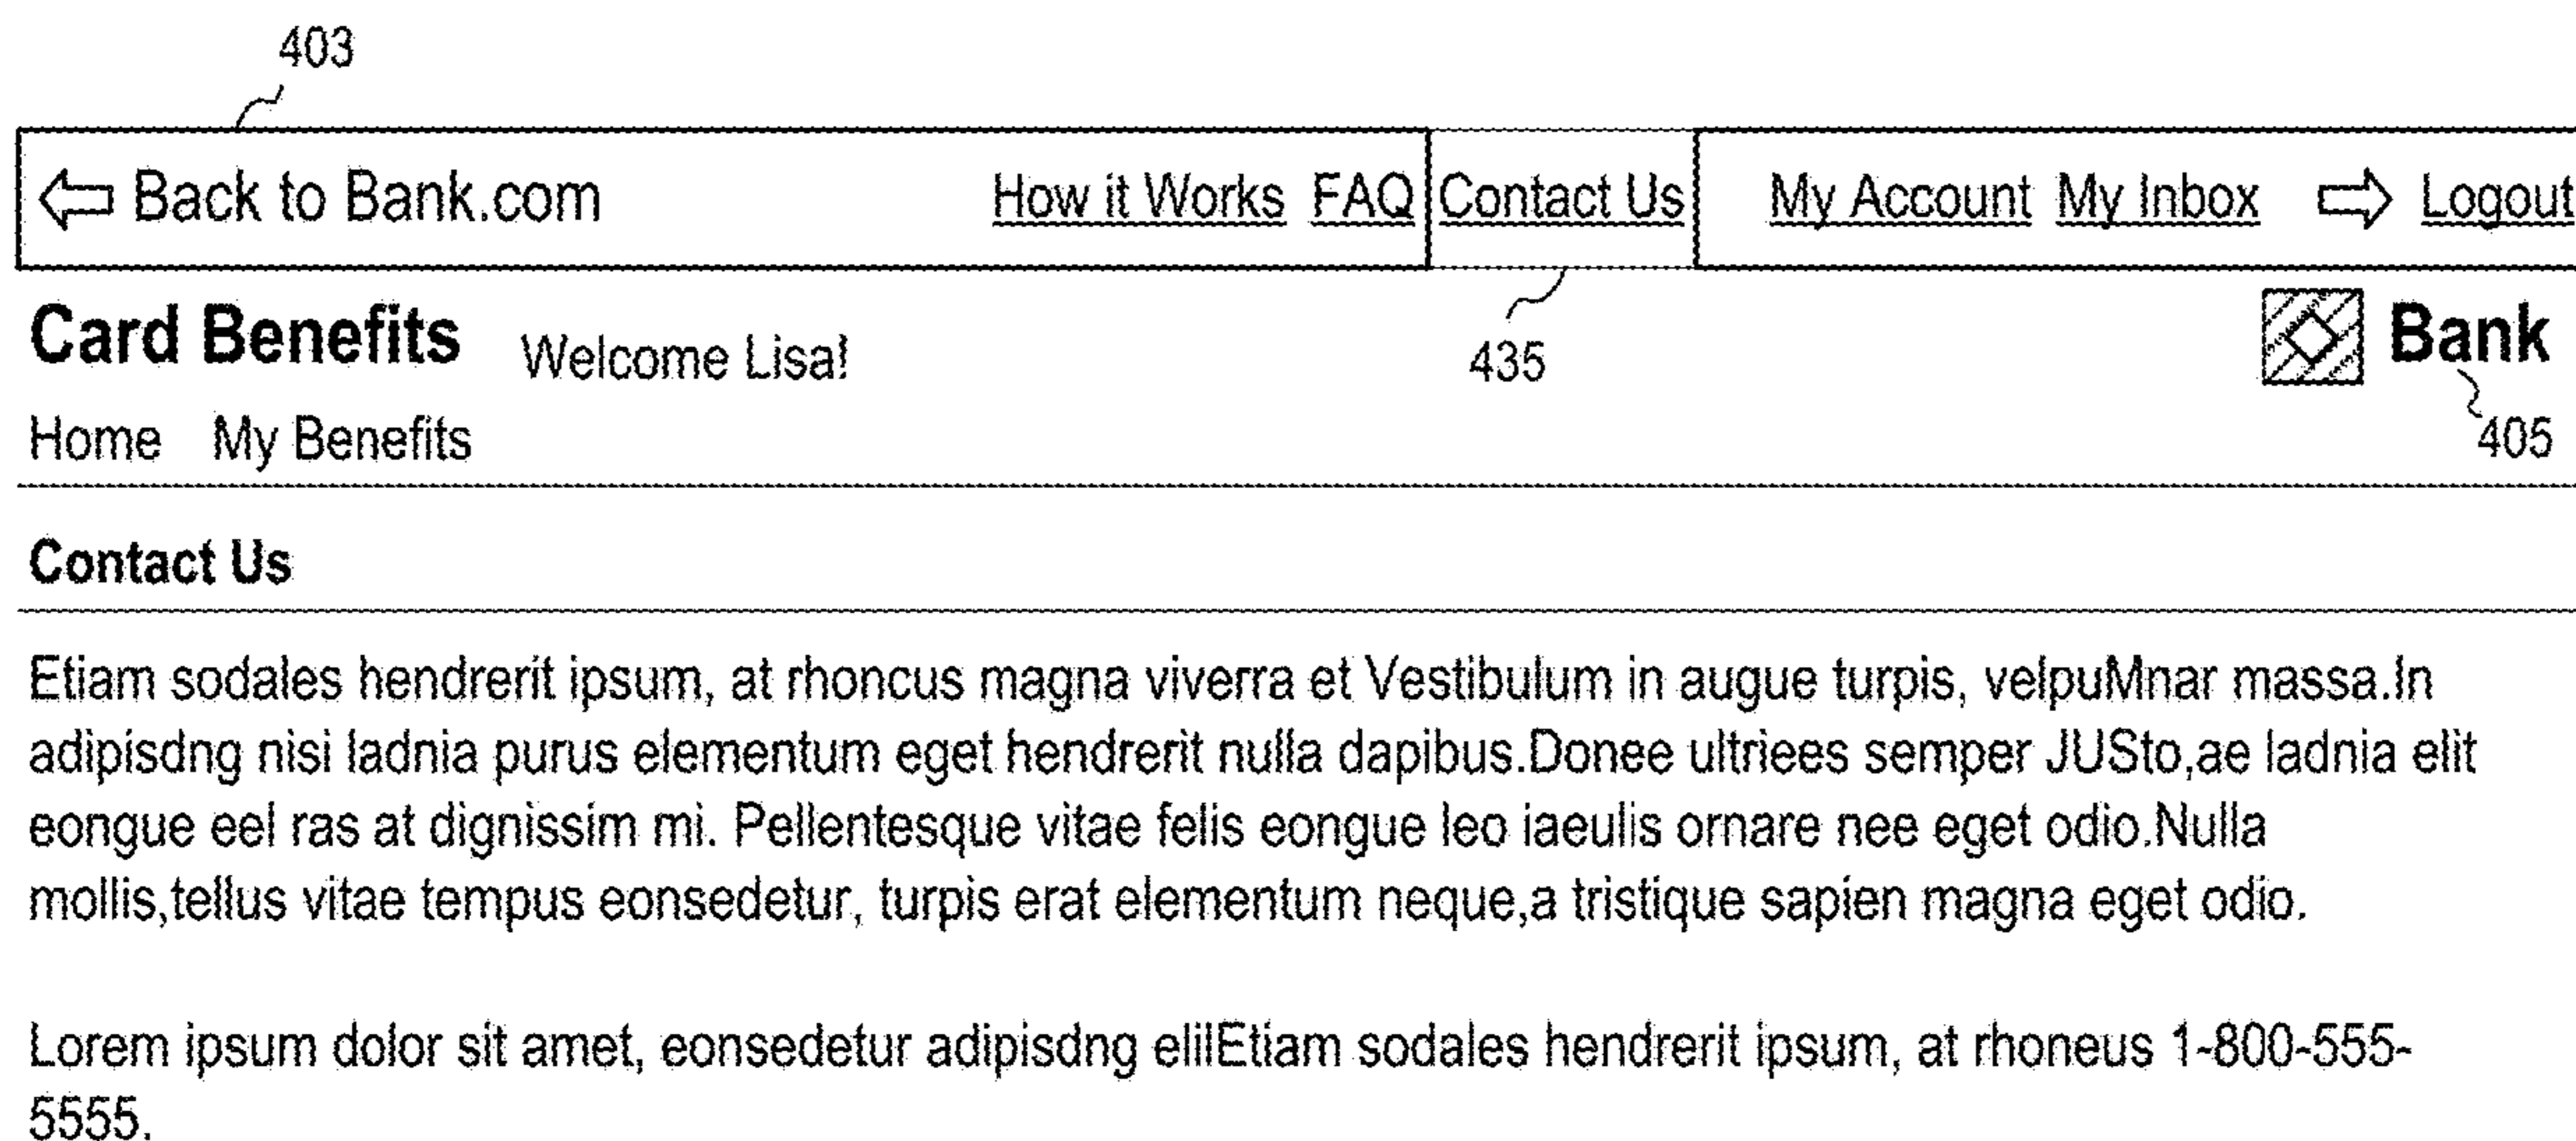 403
Back to Bank.com How it Works FAQ Contact Us My Account My Inbox Logout
Card Benefits Welcome Lisa! 435 Bank
Home My Benefits 405
Contact Us
Etiam sodales hendrerit ipsum, at rhoncus magna viverra et Vestibulum in augue turpis, velpuMnar massa.In
adipisdng nisi ladnia purus elementum eget hendrerit nulla dapibus.Donee ultriees semper JUSto,ae ladnia elit
eongue eel ras at dignissim mi. Pellentesque vitae felis eongue leo iaeulis ornare nee eget odio.Nulla
mollis,tellus vitae tempus eonsedetur, turpis erat elementum neque,a tristique sapien magna eget odio.
Lorem ipsum dolor sit amet, eonsedetur adipisdng elilEtiam sodales hendrerit ipsum, at rhoneus 1-800-555-
5555.